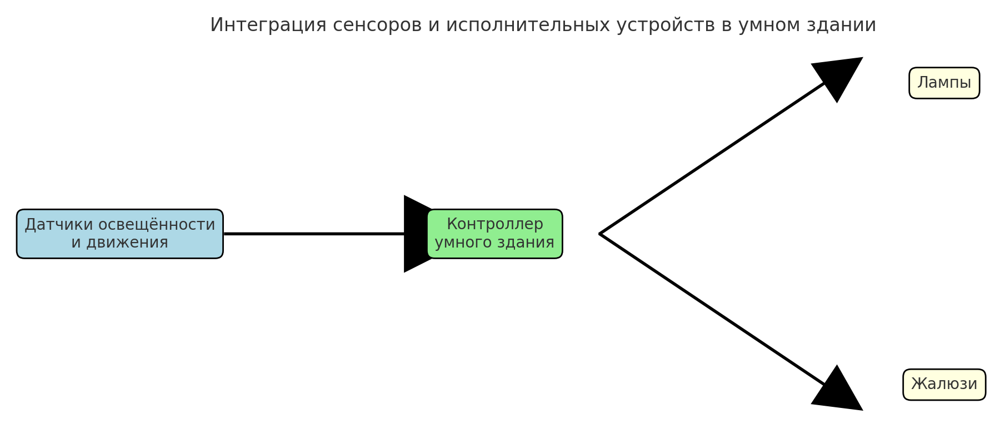 Интеграция сенсоров и исполнительных устройств в умном здании
Лампы
Датчики освещённости
и движения
Контроллер
умного здания
Жалюзи